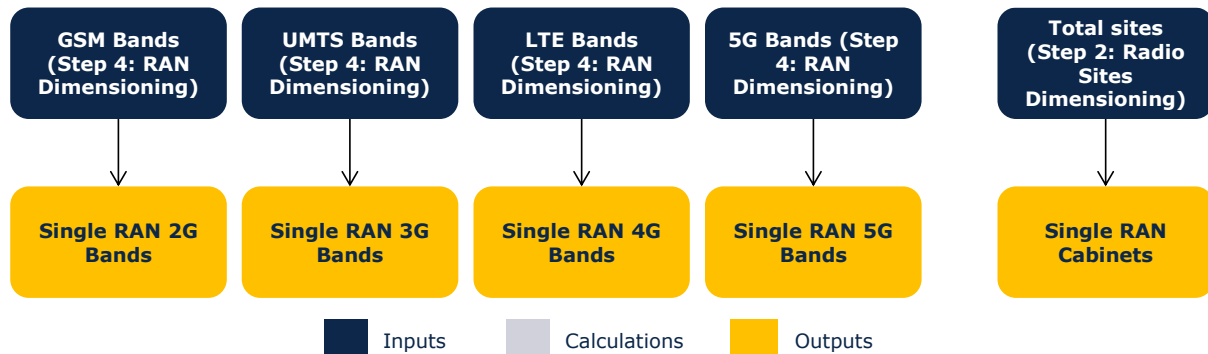 GSM Bands
(Step 4: RAN
Dimensioning)
UMTS Bands
(Step 4: RAN
Dimensioning)
LTE Bands
(Step 4: RAN
Dimensioning)
5G Bands (Step
4: RAN
Dimensioning)
Total sites
(Step 2: Radio
Sites
Dimensioning)
Single RAN 2G
Bands
Single RAN 3G
Bands
Single RAN 4G
Bands
Single RAN 5G
Bands
Single RAN
Cabinets
Inputs
Calculations
Outputs